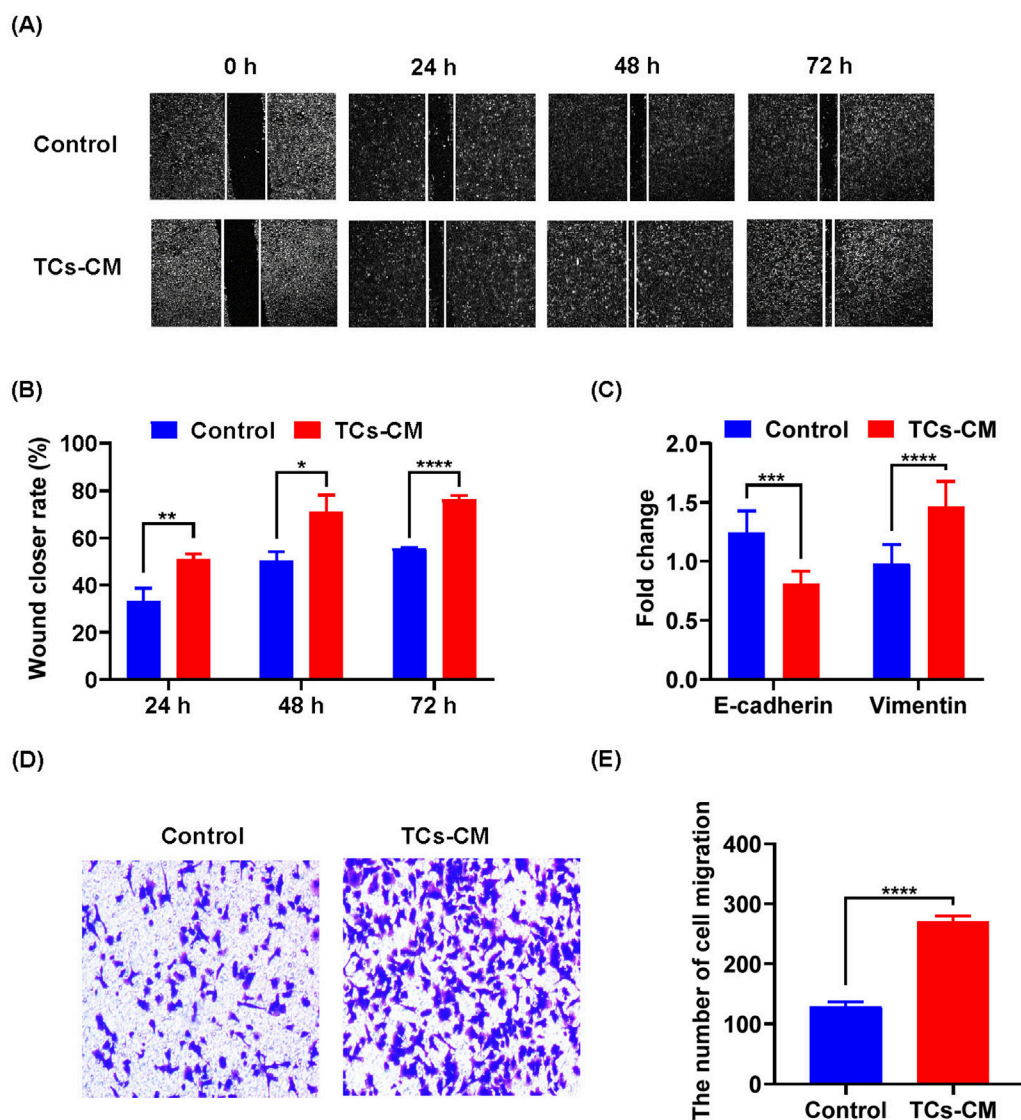 (A)
0 h 24 h 48 h 72 h
Control
TCs-CM
(B)
Control TCs-CM
Wound closer rate (%)
100
80
60
40
20
0
**
*
****
24 h 48 h 72 h
(C)
Control TCs-CM
Fold change
2.0
1.5
1.0
0.5
0.0
***
****
E-cadherin Vimentin
(D)
Control TCs-CM
(E)
The number of cell migration
400
300
200
100
0
****
Control TCs-CM